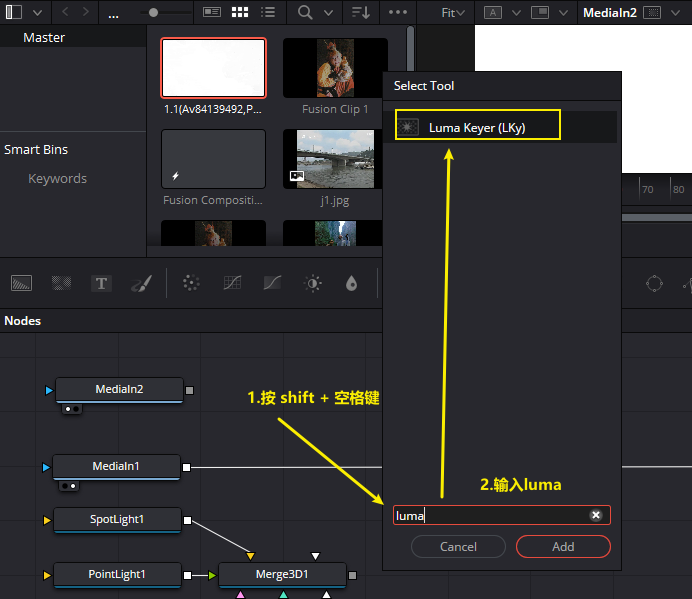 ...
•••
Fit
A
MediaIn2
Master
Select Tool
1.1(Av84139492,P...
Fusion Clip 1
Luma Keyer (LKy)
Smart Bins
Keywords
Fusion Compositi...
j1.jpg
70
80
T
Nodes
MediaIn2
1.按 shift + 空格键
MediaIn1
2.输入luma
luma
SpotLight1
Cancel
Add
PointLight1
Merge3D1